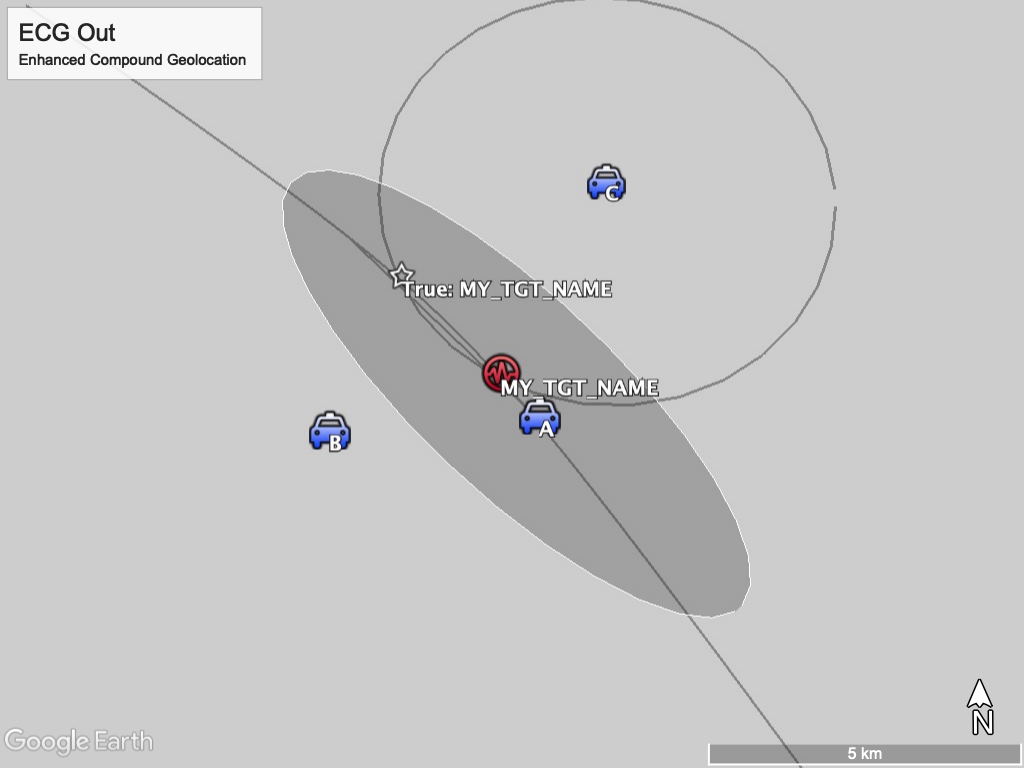 ECG Out
Enhanced Compound Geolocation
C
True: MY_TGT_NAME
MY_TGT_NAME
A
B
N
5 km
Google Earth